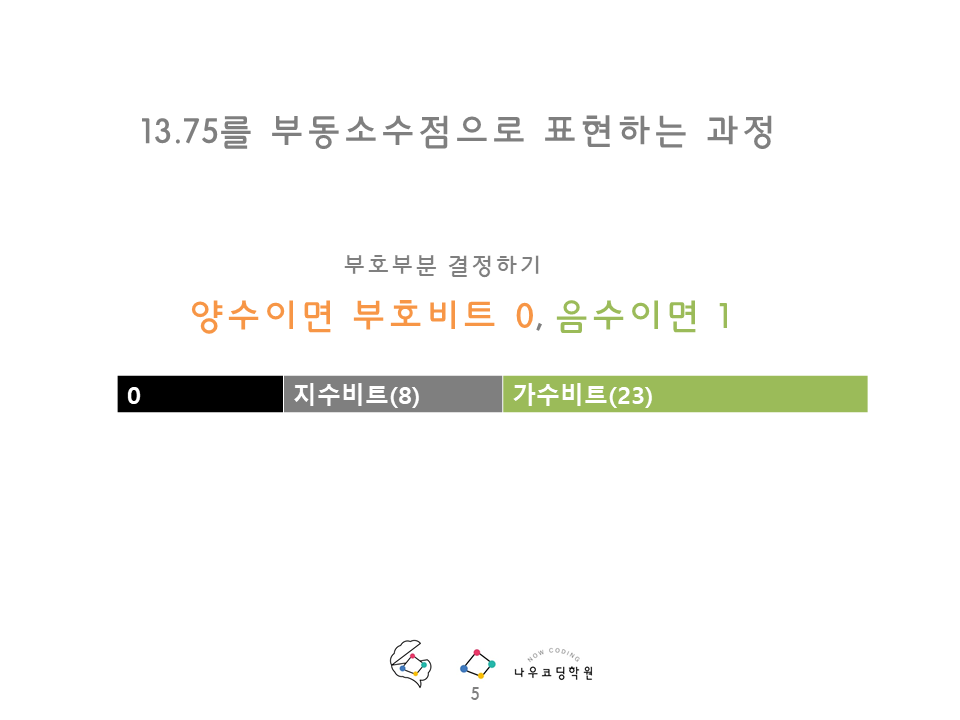 13.75를 부동소수점으로 표현하는 과정
부호부분 결정하기
양수이면 부호비트 0, 음수이면 1
0 지수비트(8) 가수비트(23)
NOW CODING
나우코딩학원
5